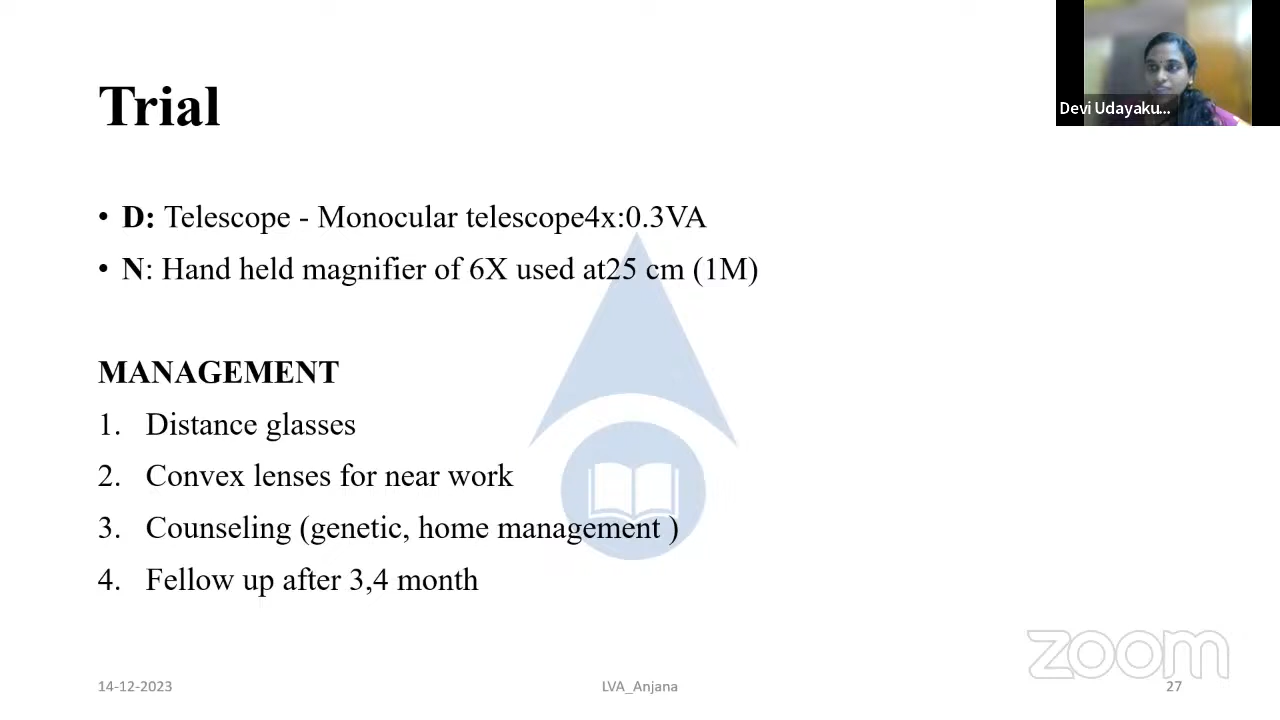 Trial
Devi Udayaku...
• D: Telescope - Monocular telescope4x:0.3VA
• N: Hand held magnifier of 6X used at25 cm (1M)
MANAGEMENT
1. Distance glasses
2. Convex lenses for near work
3. Counseling (genetic, home management )
4. Fellow up after 3,4 month
zoom
14-12-2023
LVA_Anjana
27